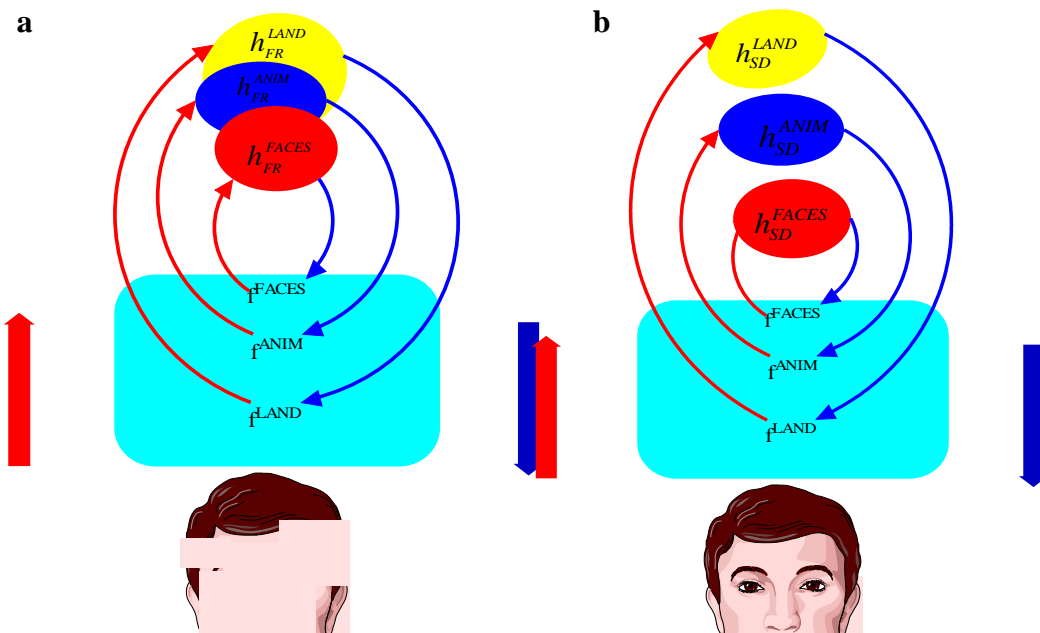 a
h_FR^LAND
h_FR^ANIM
h_FR^FACES
f^FACES
f^ANIM
f^LAND
b
h_SD^LAND
h_SD^ANIM
h_SD^FACES
f^FACES
f^ANIM
f^LAND